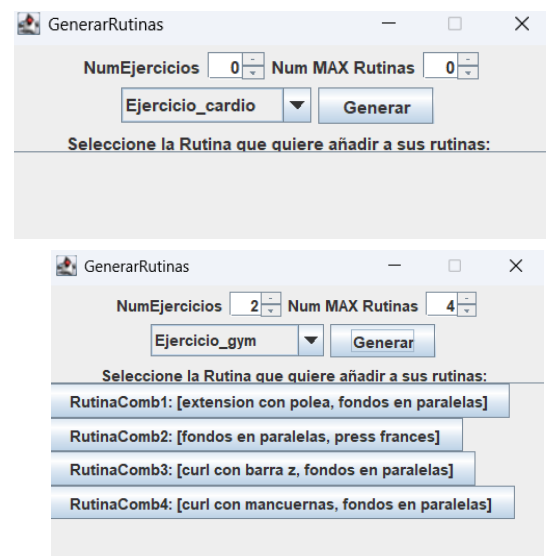 GenerarRutinas
NumEjercicios 0 Num MAX Rutinas 0
Ejercicio_cardio Generar
Seleccione la Rutina que quiere añadir a sus rutinas:
GenerarRutinas
NumEjercicios 2 Num MAX Rutinas 4
Ejercicio_gym Generar
Seleccione la Rutina que quiere añadir a sus rutinas:
RutinaComb1: [extension con polea, fondos en paralelas]
RutinaComb2: [fondos en paralelas, press frances]
RutinaComb3: [curl con barra z, fondos en paralelas]
RutinaComb4: [curl con mancuernas, fondos en paralelas]